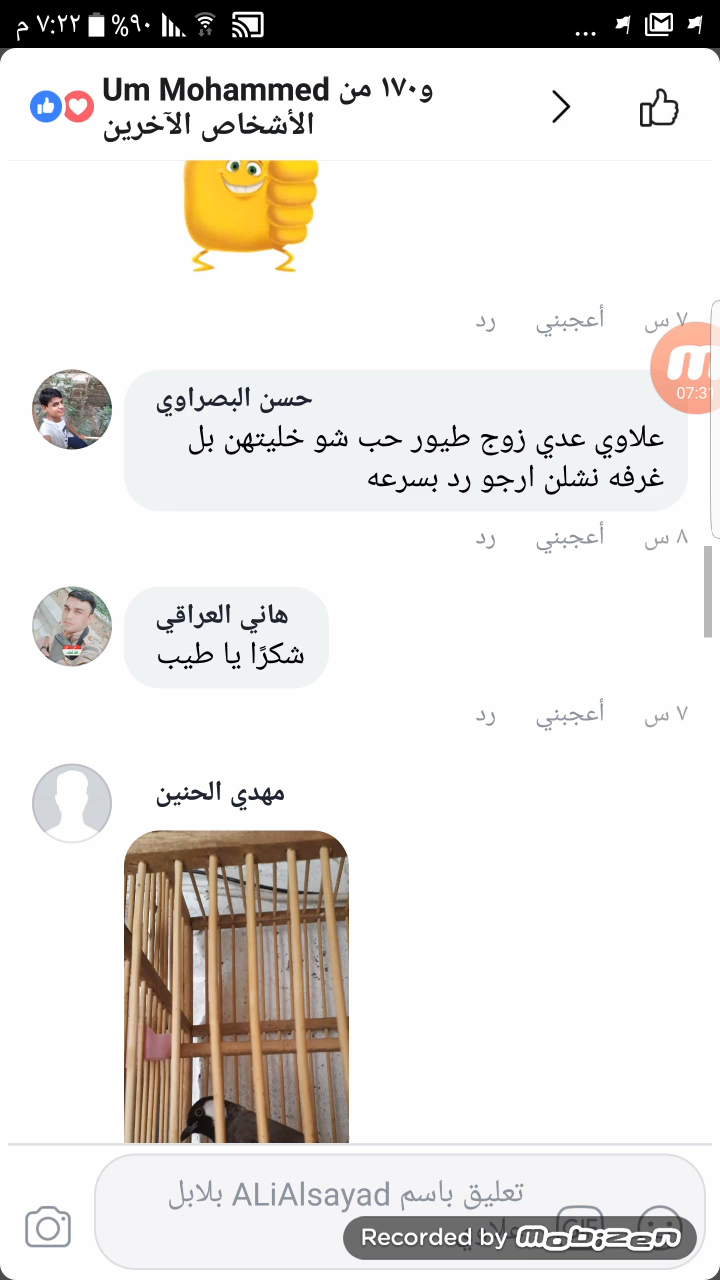 ٧:٢٢ م
%٩٠
...
Um Mohammed و١٧٠ من
الأشخاص الآخرين
٧ س أعجبني رد
07:31
حسن البصراوي
علاوي عدي زوج طيور حب شو خليتهن بل
غرفه نشلن ارجو رد بسرعه
٨ س أعجبني رد
هاني العراقي
شكرًا يا طيب
٧ س أعجبني رد
مهدي الحنين
تعليق باسم ALiAlsayad بلابل
GIF
Recorded by mobizen